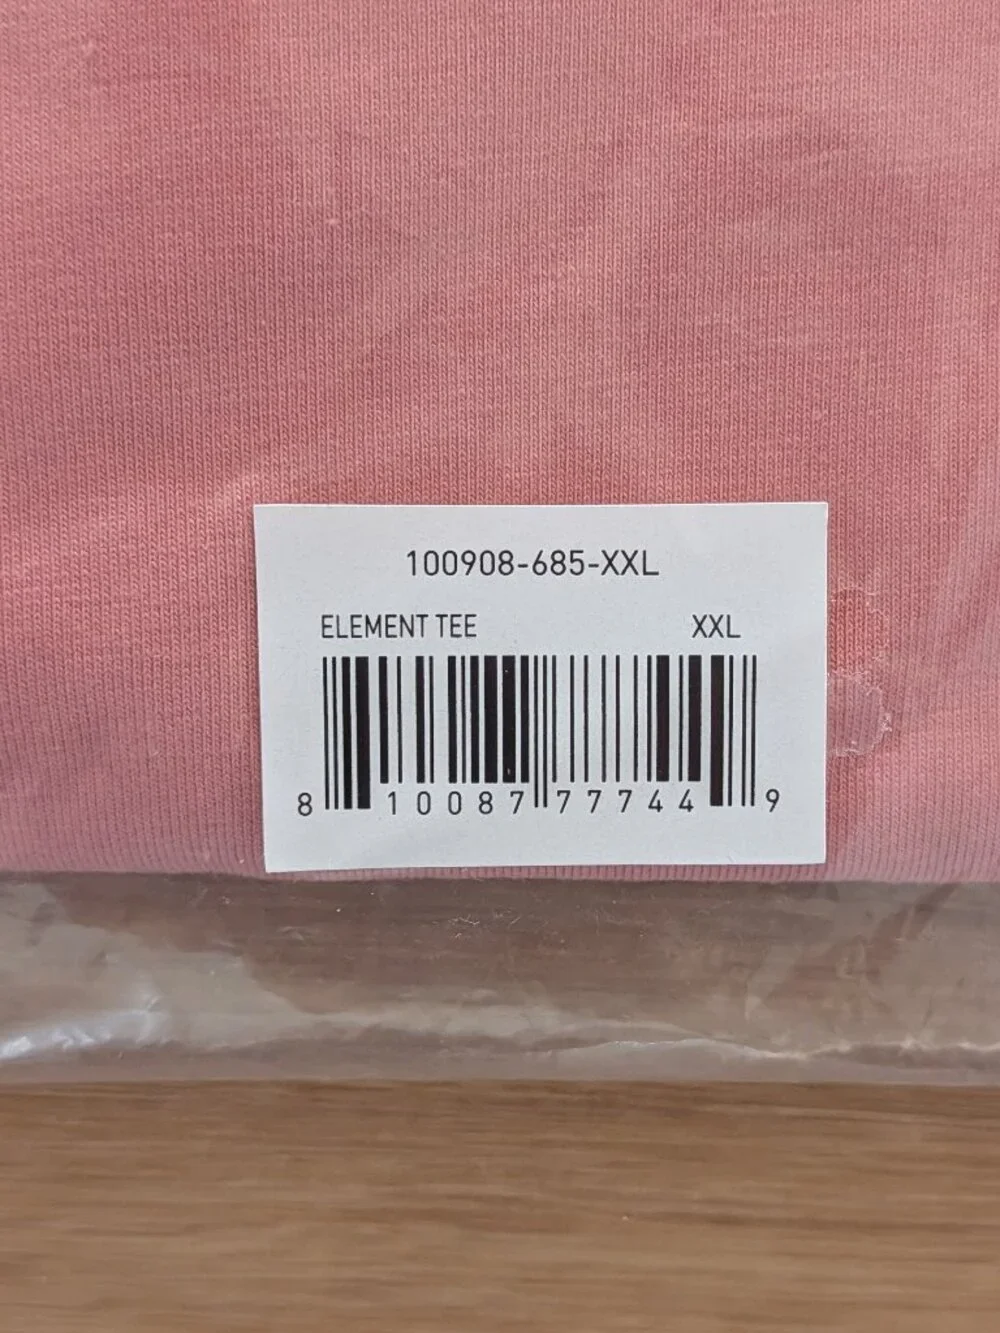 100908-685-XXL
ELEMENT TEE XXL
8 10087 77744 9